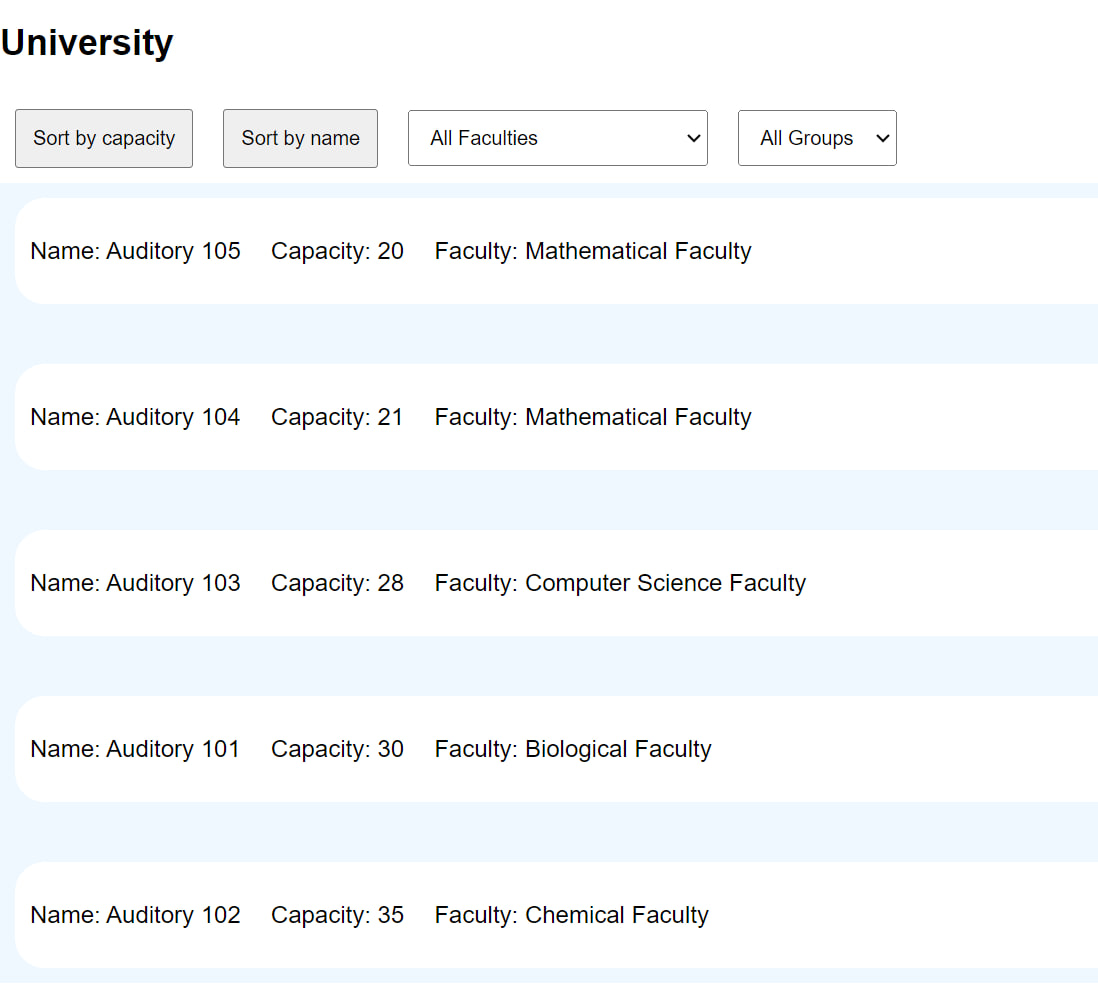 University
Sort by capacity Sort by name All Faculties All Groups
Name: Auditory 105 Capacity: 20 Faculty: Mathematical Faculty
Name: Auditory 104 Capacity: 21 Faculty: Mathematical Faculty
Name: Auditory 103 Capacity: 28 Faculty: Computer Science Faculty
Name: Auditory 101 Capacity: 30 Faculty: Biological Faculty
Name: Auditory 102 Capacity: 35 Faculty: Chemical Faculty